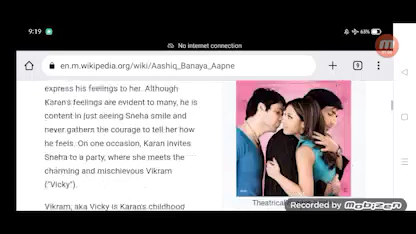 9:19
63%
No internet connection
en.m.wikipedia.org/wiki/Aashiq_Banaya_Aapne
9
express his feelings to her. Although
Karan's feelings are evident to many, he is
content in just seeing Sneha smile and
never gathers the courage to tell her how
he feels. On one occasion, Karan invites
Sneha to a party, where she meets the
charming and mischievous Vikram
("Vicky").
Theatrical
Vikram, aka Vicky is Karan's childhood
Recorded by mobizen